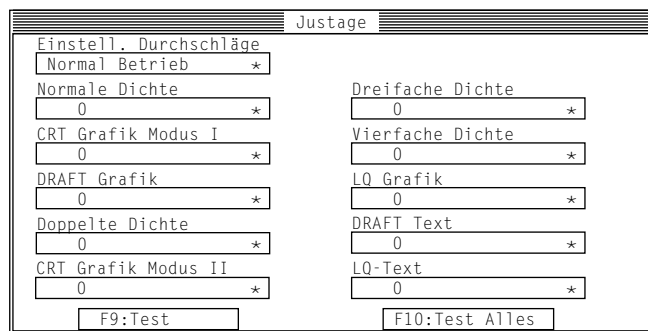 Justage
Einstell. Durchschläge
Normal Betrieb *
Normale Dichte
0 *
CRT Grafik Modus I
0 *
DRAFT Grafik
0 *
Doppelte Dichte
0 *
CRT Grafik Modus II
0 *
Dreifache Dichte
0 *
Vierfache Dichte
0 *
LQ Grafik
0 *
DRAFT Text
0 *
LQ-Text
0 *
F9:Test
F10:Test Alles